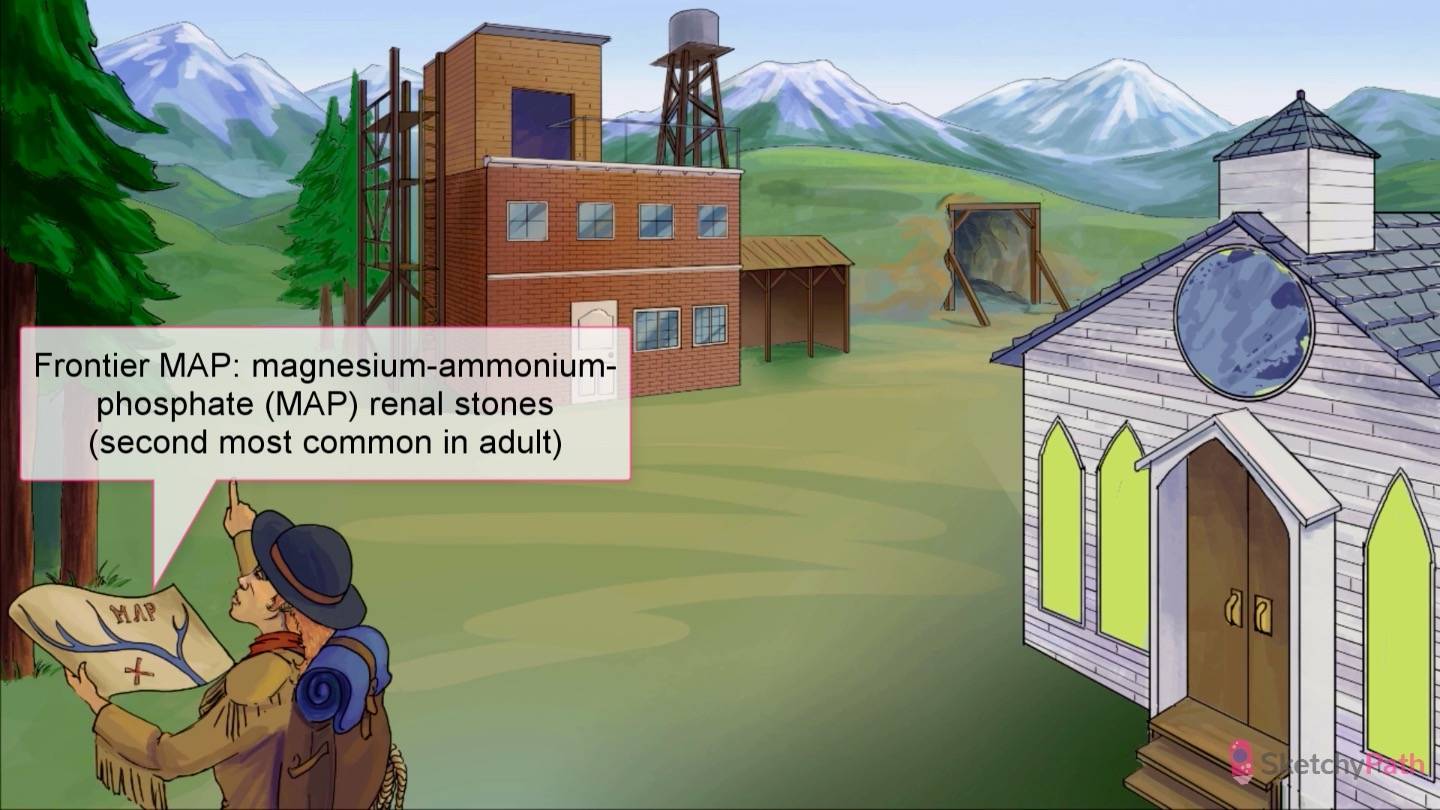 Frontier MAP: magnesium-ammonium-
phosphate (MAP) renal stones
(second most common in adult)
MAP
SketchyPath